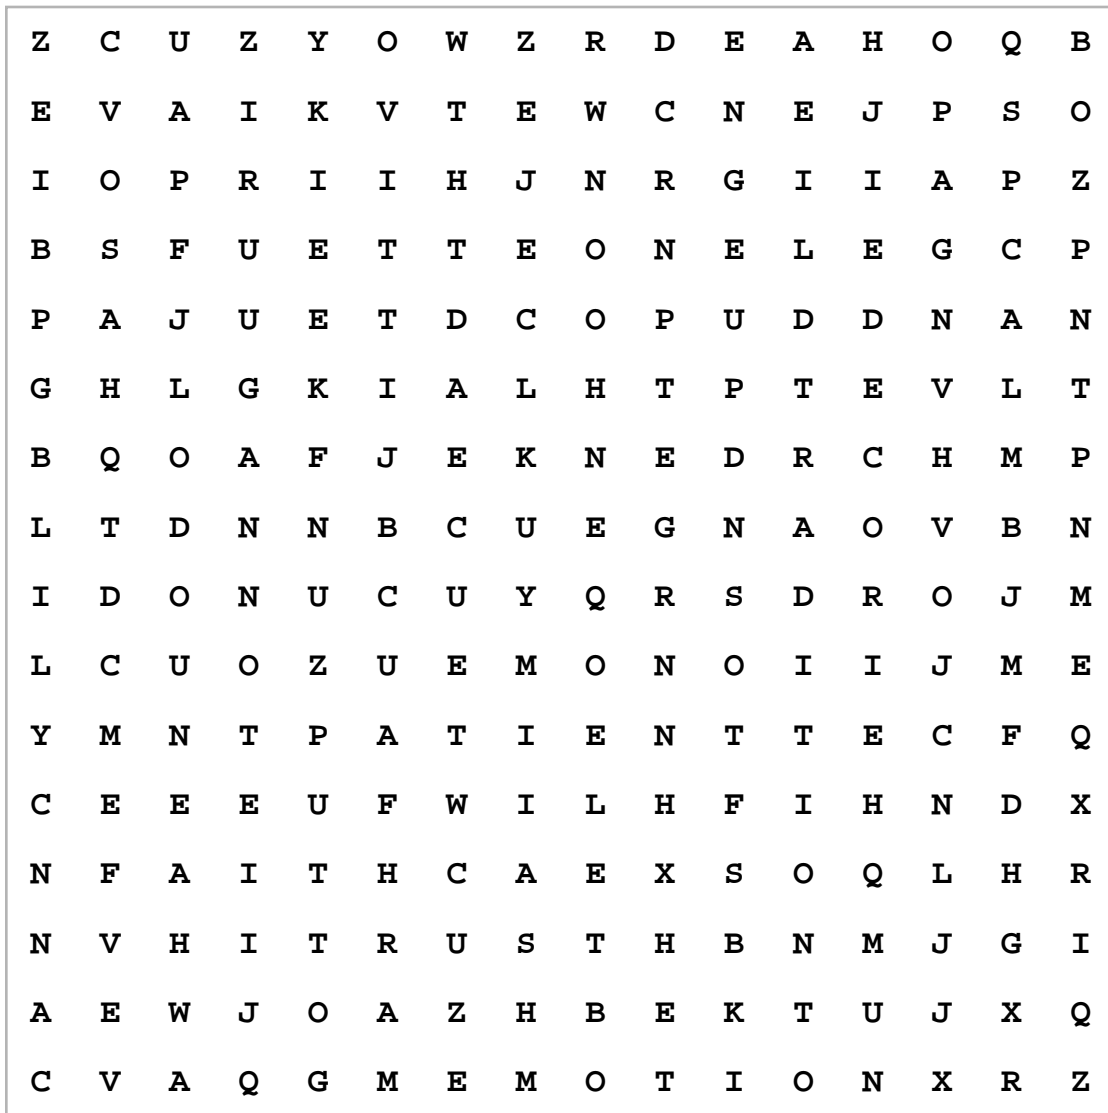 Z C U Z Y O W Z R D E A H O Q B
E V A I K V T E W C N E J P S O
I O P R I I H J N R G I I A P Z
B S F U E T T E O N E L E G C P
P A J U E T D C O P U D D N A N
G H L G K I A L H T P T E V L T
B Q O A F J E K N E D R C H M P
L T D N N B C U E G N A O V B N
I D O N U C U Y Q R S D R O J M
L C U O Z U E M O N O I I J M E
Y M N T P A T I E N T T E C F Q
C E E E U F W I L H F I H N D X
N F A I T H C A E X S O Q L H R
N V H I T R U S T H B N M J G I
A E W J O A Z H B E K T U J X Q
C V A Q G M E M O T I O N X R Z